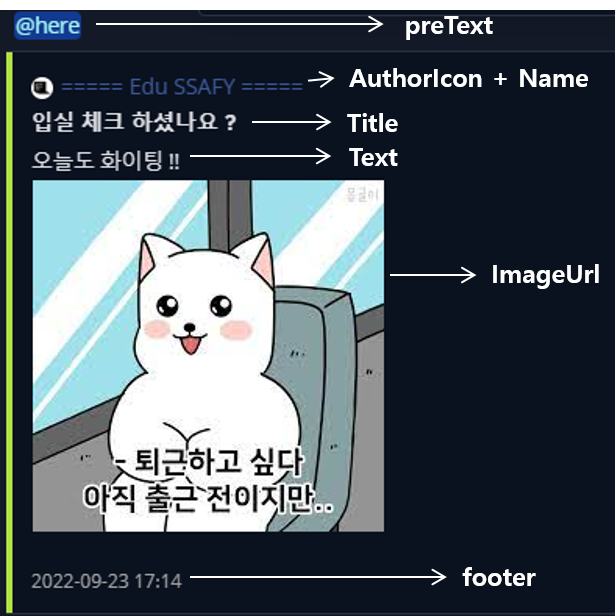 @here preText
===== Edu SSAFY ===== AuthorIcon + Name
입실 체크 하셨나요 ? Title
오늘도 화이팅 !! Text
몽글이
ImageUrl
- 퇴근하고 싶다
아직 출근 전이지만..
2022-09-23 17:14 footer